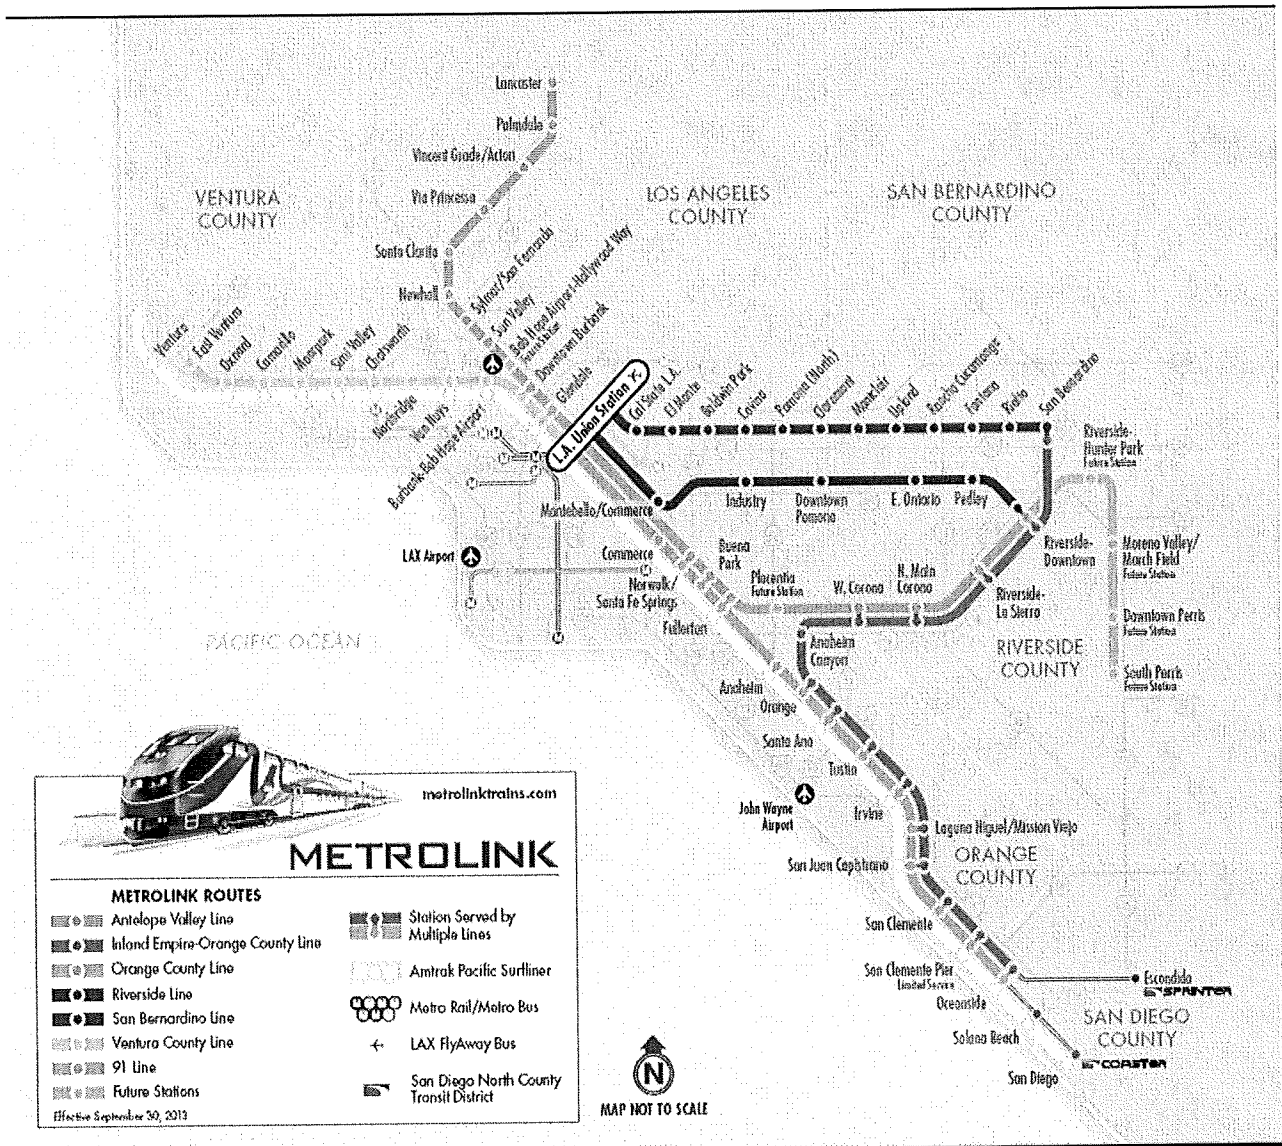 Lancaster
Palmdale
Vincent Grade/Acton
Via Princessa
VENTURA
COUNTY
LOS ANGELES
COUNTY
SAN BERNARDINO
COUNTY
Santa Clarita
Newhall
Sylmar/San Fernando
Sun Valley
Bob Hope Airport-Hollywood Way
Future Station
Downtown Burbank
Glendale
Ventura
East Ventura
Oxnard
Camarillo
Moorpark
Simi Valley
Chatsworth
Northridge
Van Nuys
Burbank-Bob Hope Airport
L.A. Union Station
Cal State L.A.
El Monte
Baldwin Park
Covina
Pomona (North)
Claremont
Montclair
Upland
Rancho Cucamonga
Fontana
Rialto
San Bernardino
Riverside-
Hunter Park
Future Station
Montebello/Commerce
Industry
Downtown
Pomona
E. Ontario
Pedley
Riverside-
Downtown
Moreno Valley/
March Field
Future Station
LAX Airport
Commerce
Norwalk/
Santa Fe Springs
Buena
Park
Placentia
Future Station
W. Corona
N. Main
Corona
Riverside-
La Sierra
Downtown Perris
Future Station
Fullerton
PACIFIC OCEAN
Anaheim
Canyon
RIVERSIDE
COUNTY
South Perris
Future Station
Anaheim
Orange
Santa Ana
Tustin
John Wayne
Airport
Irvine
Laguna Niguel/Mission Viejo
San Juan Capistrano
ORANGE
COUNTY
San Clemente
San Clemente Pier
Limited Service
Oceanside
Escondido
SPRINTER
Solana Beach
SAN DIEGO
COUNTY
San Diego
COASTER
metrolinktrains.com
METROLINK
METROLINK ROUTES
Antelope Valley Line
Inland Empire-Orange County Line
Orange County Line
Riverside Line
San Bernardino Line
Ventura County Line
91 Line
Future Stations
Effective September 30, 2013
Station Served by
Multiple Lines
Amtrak Pacific Surfliner
Metro Rail/Metro Bus
LAX FlyAway Bus
San Diego North County
Transit District
N
MAP NOT TO SCALE